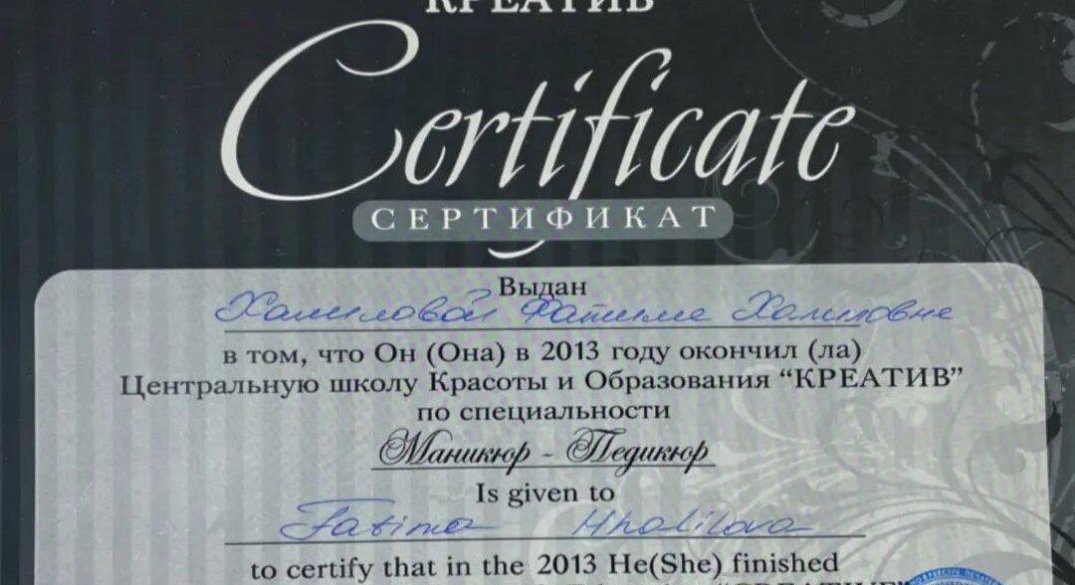 КРЕАТИВ
Certificate
СЕРТИФИКАТ
Выдан
Халиловой Фатиме Халиловне
в том, что Он (Она) в 2013 году окончил (ла)
Центральную школу Красоты и Образования “КРЕАТИВ”
по специальности
Маникюр - Педикюр
Is given to
Fatima Khalilova
to certify that in the 2013 He(She) finished